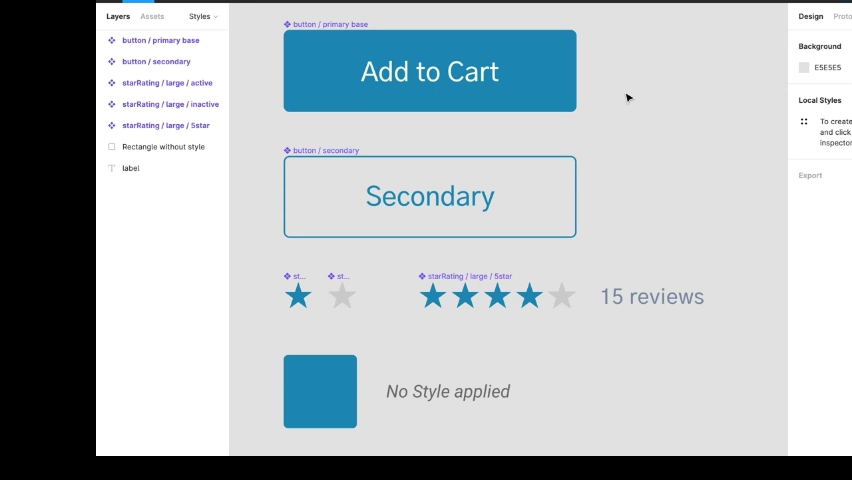 Layers Assets Styles
button / primary base
button / secondary
starRating / large / active
starRating / large / inactive
starRating / large / 5star
Rectangle without style
label
button / primary base
Add to Cart
button / secondary
Secondary
st...
st...
starRating / large / 5star
15 reviews
No Style applied
Design Proto
Background
E5E5E5
Local Styles
To create
and click
inspector
Export